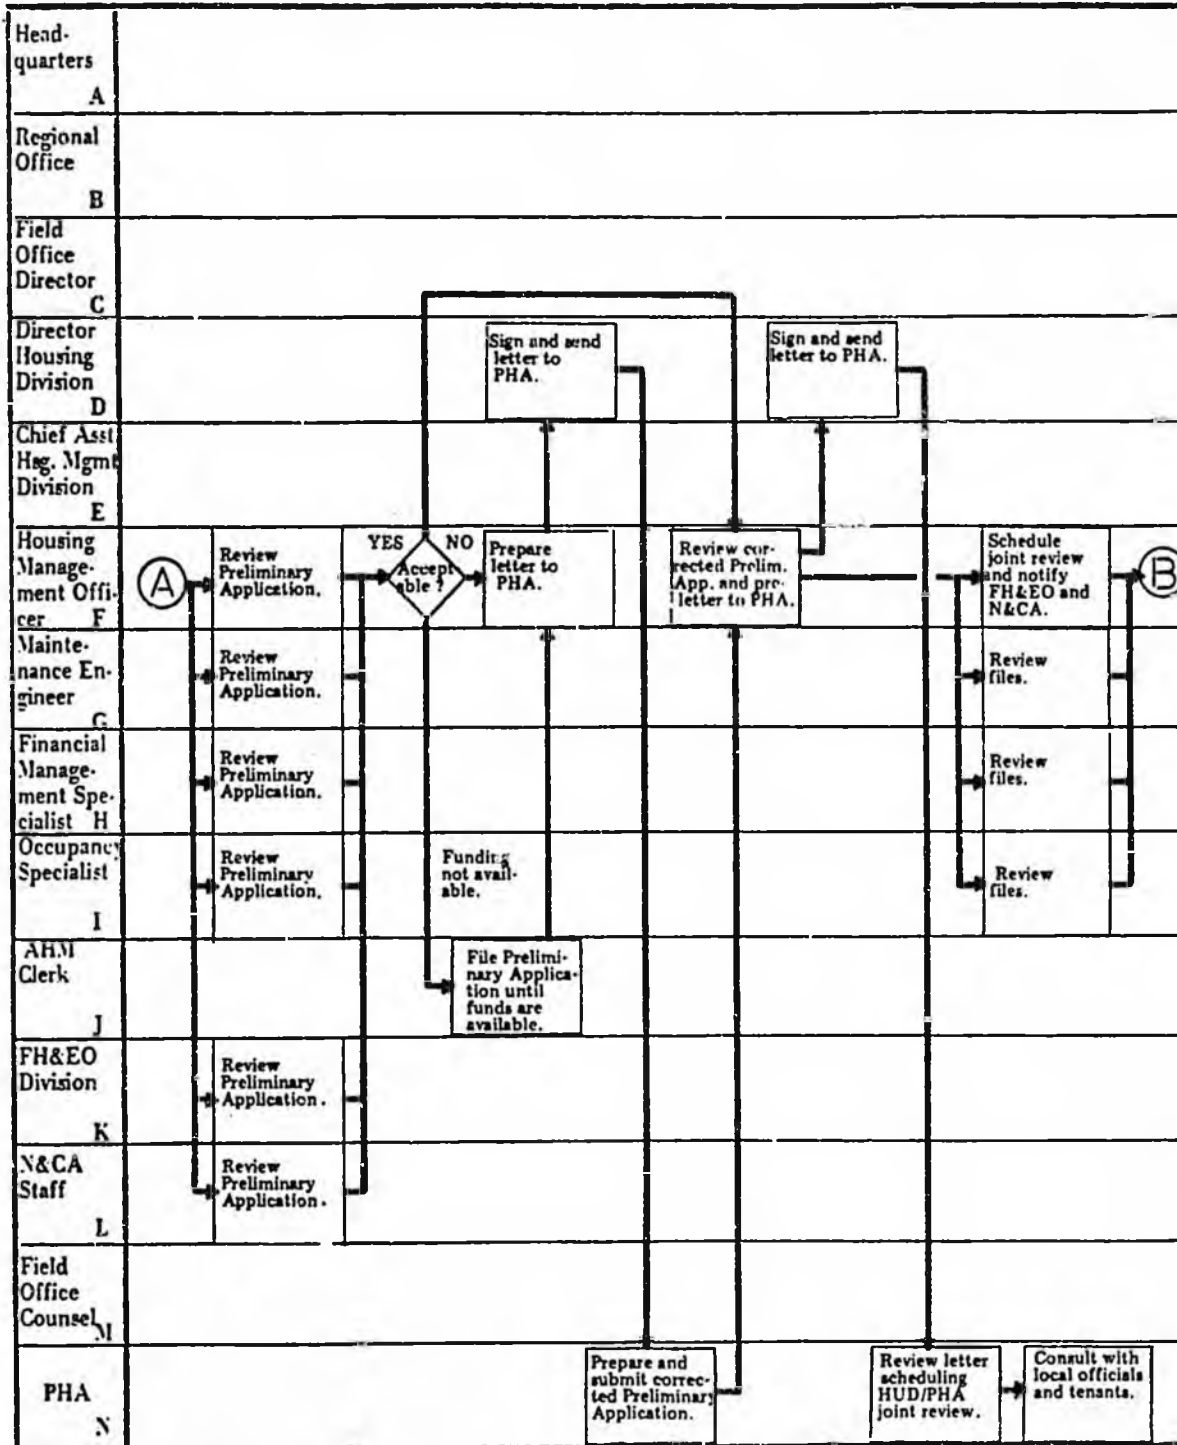 Head-
quarters
A
Regional
Office
B
Field
Office
Director
C
Director
Housing
Division
D
Sign and send
letter to
PHA.
Sign and send
letter to PHA.
Chief Asst
Hsg. Mgmt
Division
E
Housing
Manage-
ment Offi-
cer F
A
Review
Preliminary
Application.
YES
NO
Accept
able ?
Prepare
letter to
PHA.
Review cor-
rected Prelim.
App. and pre-
letter to PHA.
Schedule
joint review
and notify
FH&EO and
N&CA.
B
Mainte-
nance En-
gineer
G
Review
Preliminary
Application.
Review
files.
Financial
Manage-
ment Spe-
cialist H
Review
Preliminary
Application.
Review
files.
Occupancy
Specialist
I
Review
Preliminary
Application.
Funding
not avail-
able.
Review
files.
AHM
Clerk
J
File Prelimi-
nary Applica-
tion until
funds are
available.
FH&EO
Division
K
Review
Preliminary
Application.
N&CA
Staff
L
Review
Preliminary
Application.
Field
Office
Counsel
M
PHA
N
Prepare and
submit correc-
ted Preliminary
Application.
Review letter
scheduling
HUD/PHA
joint review.
Consult with
local officials
and tenants.